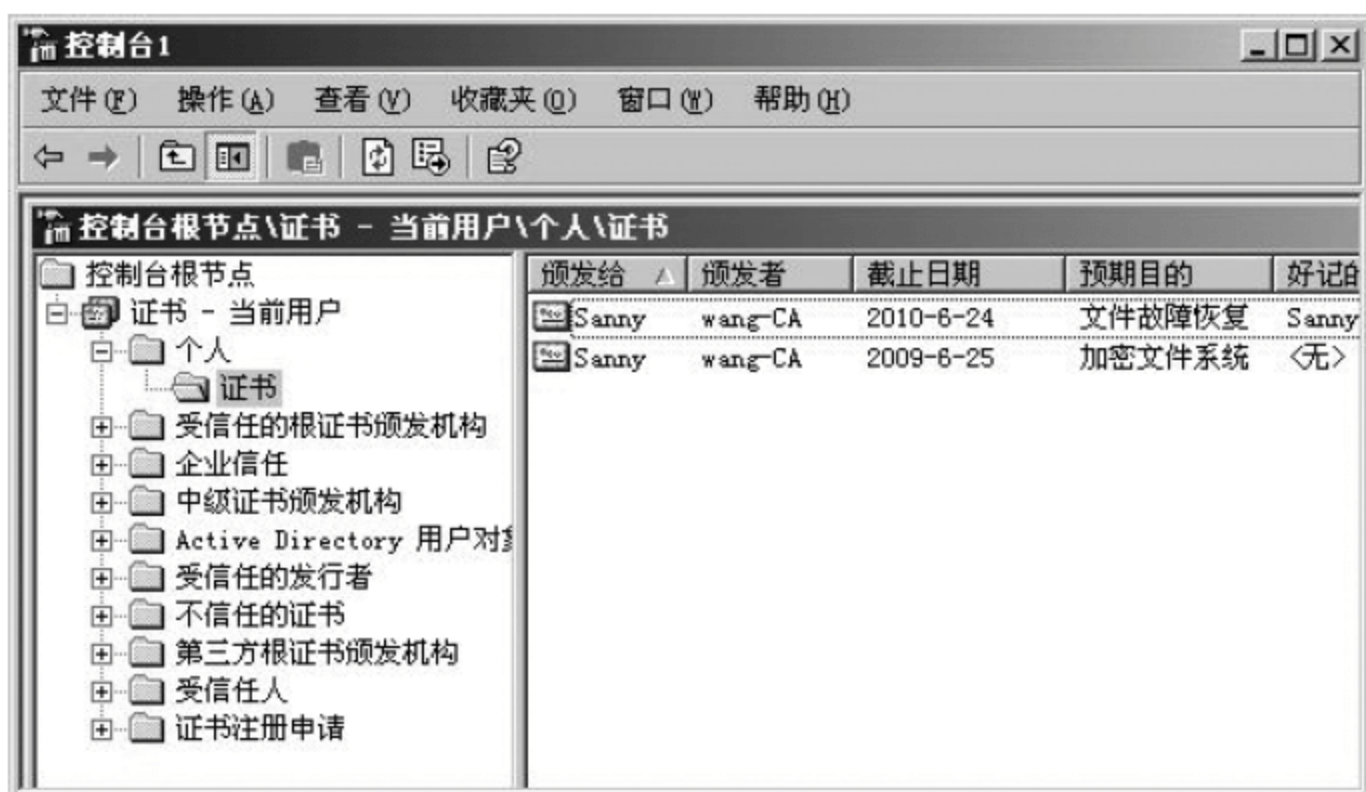 控制台1
文件(F) 操作(A) 查看(V) 收藏夹(O) 窗口(W) 帮助(H)
控制台根节点\证书 - 当前用户\个人\证书
控制台根节点
证书 - 当前用户
个人
证书
受信任的根证书颁发机构
企业信任
中级证书颁发机构
Active Directory 用户对
受信任的发行者
不信任的证书
第三方根证书颁发机构
受信任人
证书注册申请
颁发给 颁发者 截止日期 预期目的 好记的
Sanny wang-CA 2010-6-24 文件故障恢复 Sanny
Sanny wang-CA 2009-6-25 加密文件系统 <无>